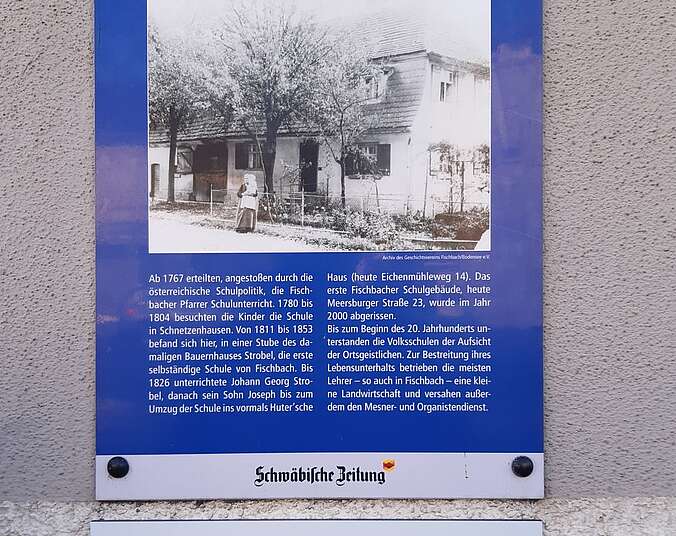 Archiv des Geschichtsvereins Fischbach/Bodensee e.V.
Ab 1767 erteilten, angestoßen durch die
österreichische Schulpolitik, die Fisch-
bacher Pfarrer Schulunterricht. 1780 bis
1804 besuchten die Kinder die Schule
in Schnetzenhausen. Von 1811 bis 1853
befand sich hier, in einer Stube des da-
maligen Bauernhauses Strobel, die erste
selbständige Schule von Fischbach. Bis
1826 unterrichtete Johann Georg Stro-
bel, danach sein Sohn Joseph bis zum
Umzug der Schule ins vormals Huter'sche
Haus (heute Eichenmühleweg 14). Das
erste Fischbacher Schulgebäude, heute
Meersburger Straße 23, wurde im Jahr
2000 abgerissen.
Bis zum Beginn des 20. Jahrhunderts un-
terstanden die Volksschulen der Aufsicht
der Ortsgeistlichen. Zur Bestreitung ihres
Lebensunterhalts betrieben die meisten
Lehrer – so auch in Fischbach – eine klei-
ne Landwirtschaft und versahen außer-
dem den Mesner- und Organistendienst.
Schwäbische Zeitung